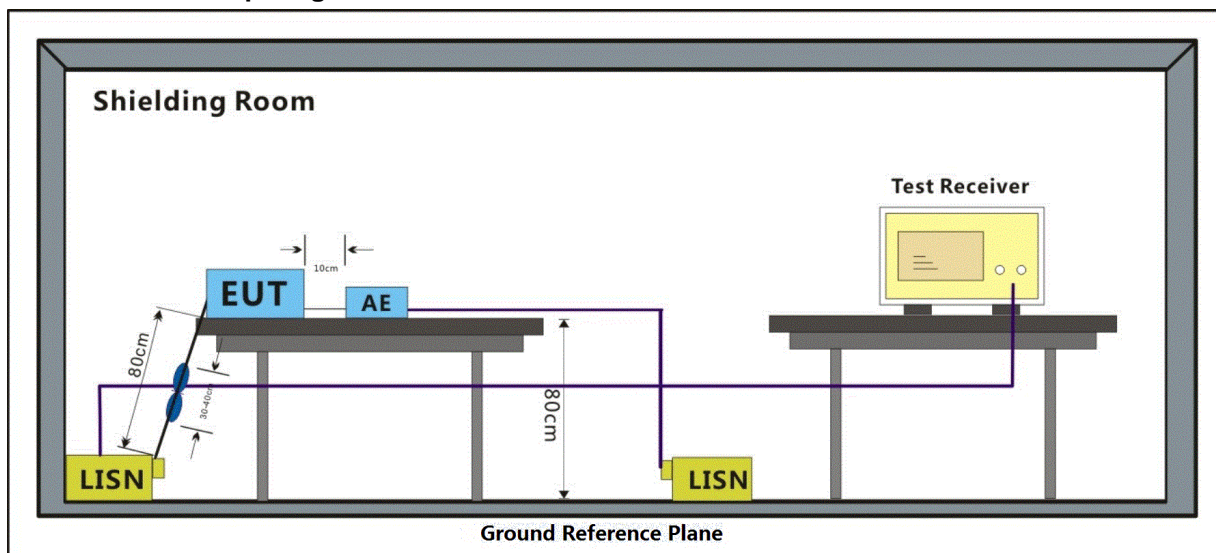 Shielding Room
Test Receiver
10cm
EUT
AE
80cm
30-40cm
80cm
LISN
LISN
Ground Reference Plane